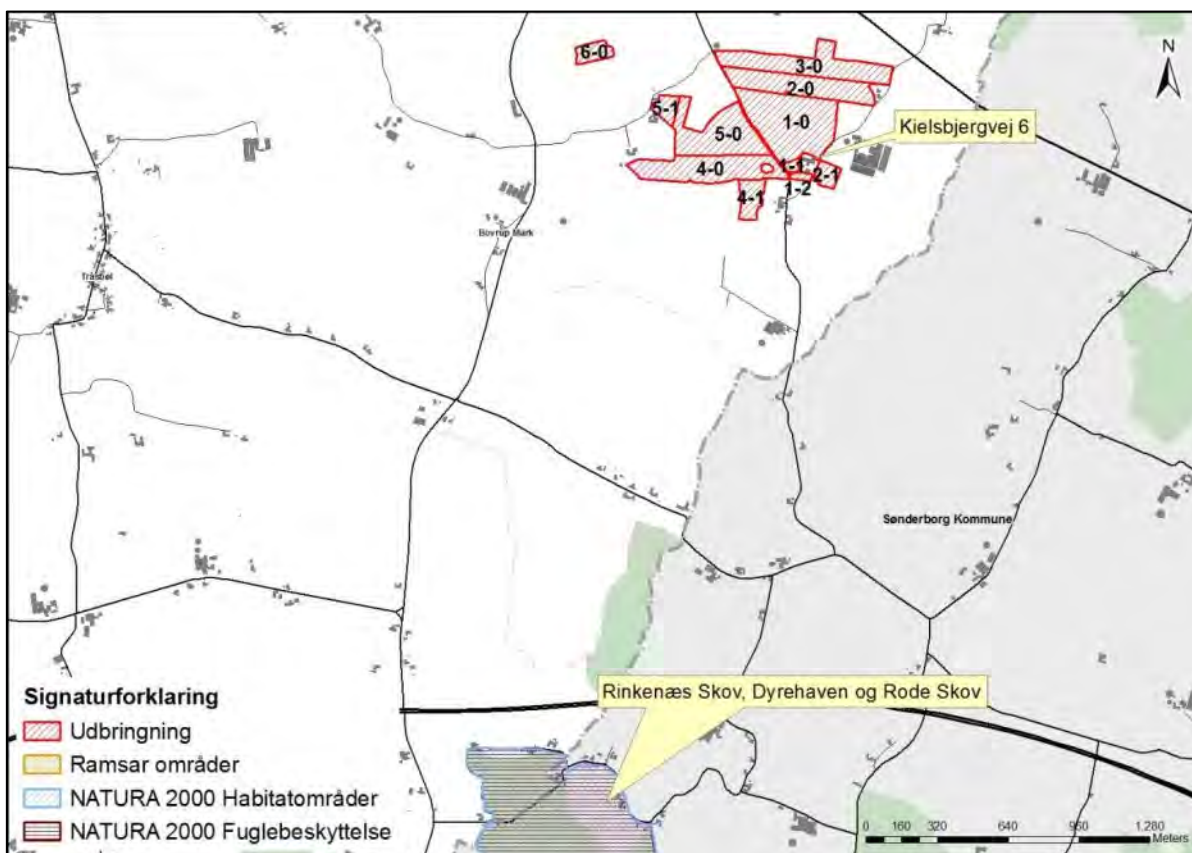 6-0
N
3-0
2-0
5-1
1-0
Kielsbjergvej 6
5-0
4-0
1-1
2-1
1-2
4-1
Bovrup Mark
Tråsbøl
Sønderborg Kommune
Rinkenæs Skov, Dyrehaven og Rode Skov
Signaturforklaring
Udbringning
Ramsar områder
NATURA 2000 Habitatområder
NATURA 2000 Fuglebeskyttelse
0 160 320 640 960 1.280
Meters